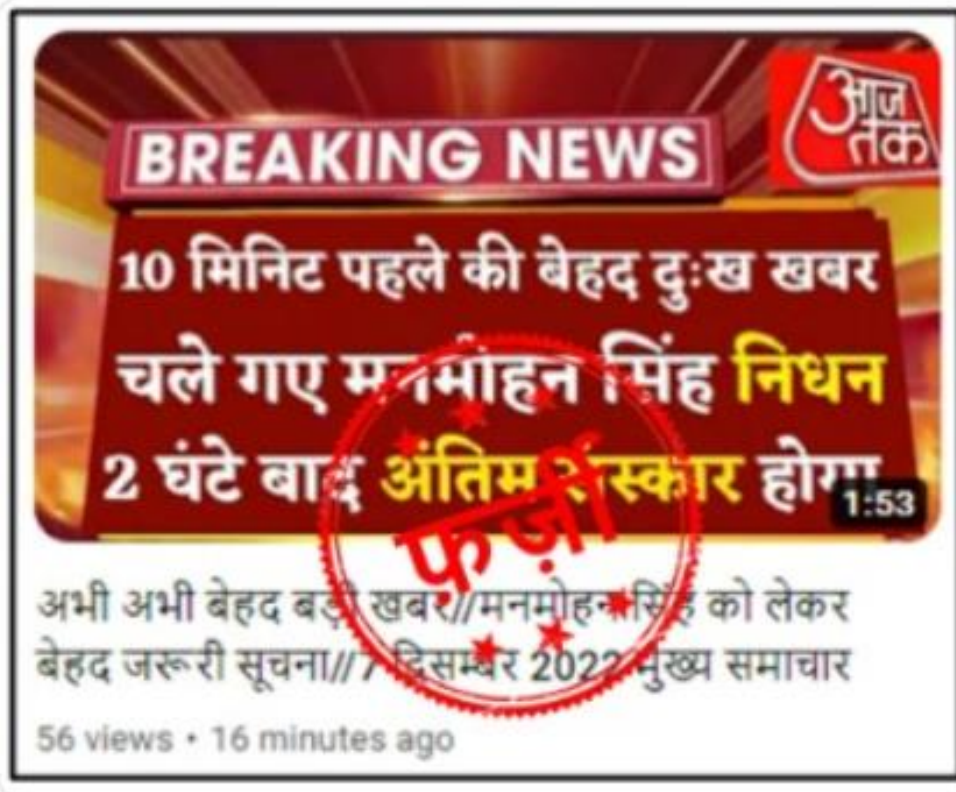 BREAKING NEWS
आज
तक
10 मिनिट पहले की बेहद दुःख खबर
चले गए मनमोहन सिंह निधन
2 घंटे बाद अंतिम संस्कार होगा
1:53
फर्ज़ी
अभी अभी बेहद बड़ी खबर//मनमोहन सिंह को लेकर
बेहद जरूरी सूचना//7 दिसम्बर 2022 मुख्य समाचार
56 views • 16 minutes ago